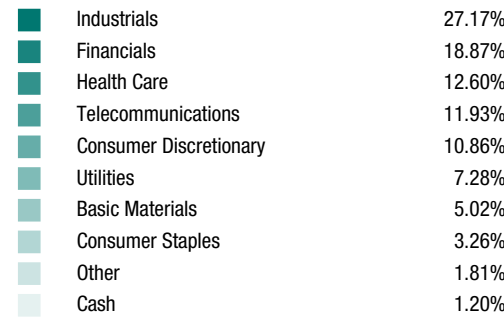 Industrials 27.17%
Financials 18.87%
Health Care 12.60%
Telecommunications 11.93%
Consumer Discretionary 10.86%
Utilities 7.28%
Basic Materials 5.02%
Consumer Staples 3.26%
Other 1.81%
Cash 1.20%